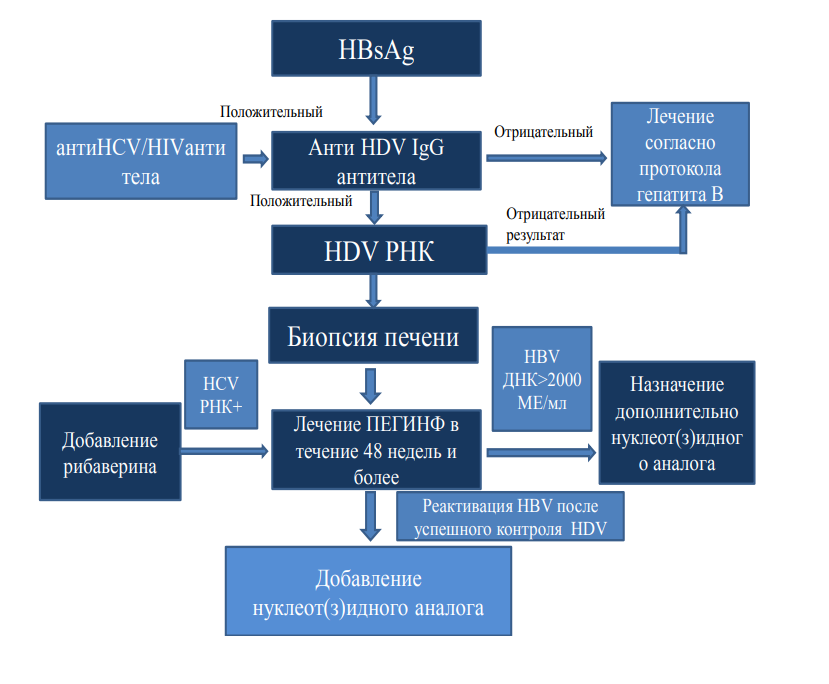 HBsAg
Положительный
антиHCV/HIVанти
тела
Анти HDV IgG
антитела
Отрицательный
Лечение
согласно
протокола
гепатита В
Положительный
HDV РНК
Отрицательный
результат
Биопсия печени
HCV
РНК+
HBV
ДНК>2000
МЕ/мл
Добавление
рибаверина
Лечение ПЕГИНФ в
течение 48 недель и
более
Назначение
дополнительно
нуклеот(з)идног
о аналога
Реактивация HBV после
успешного контроля HDV
Добавление
нуклеот(з)идного аналога